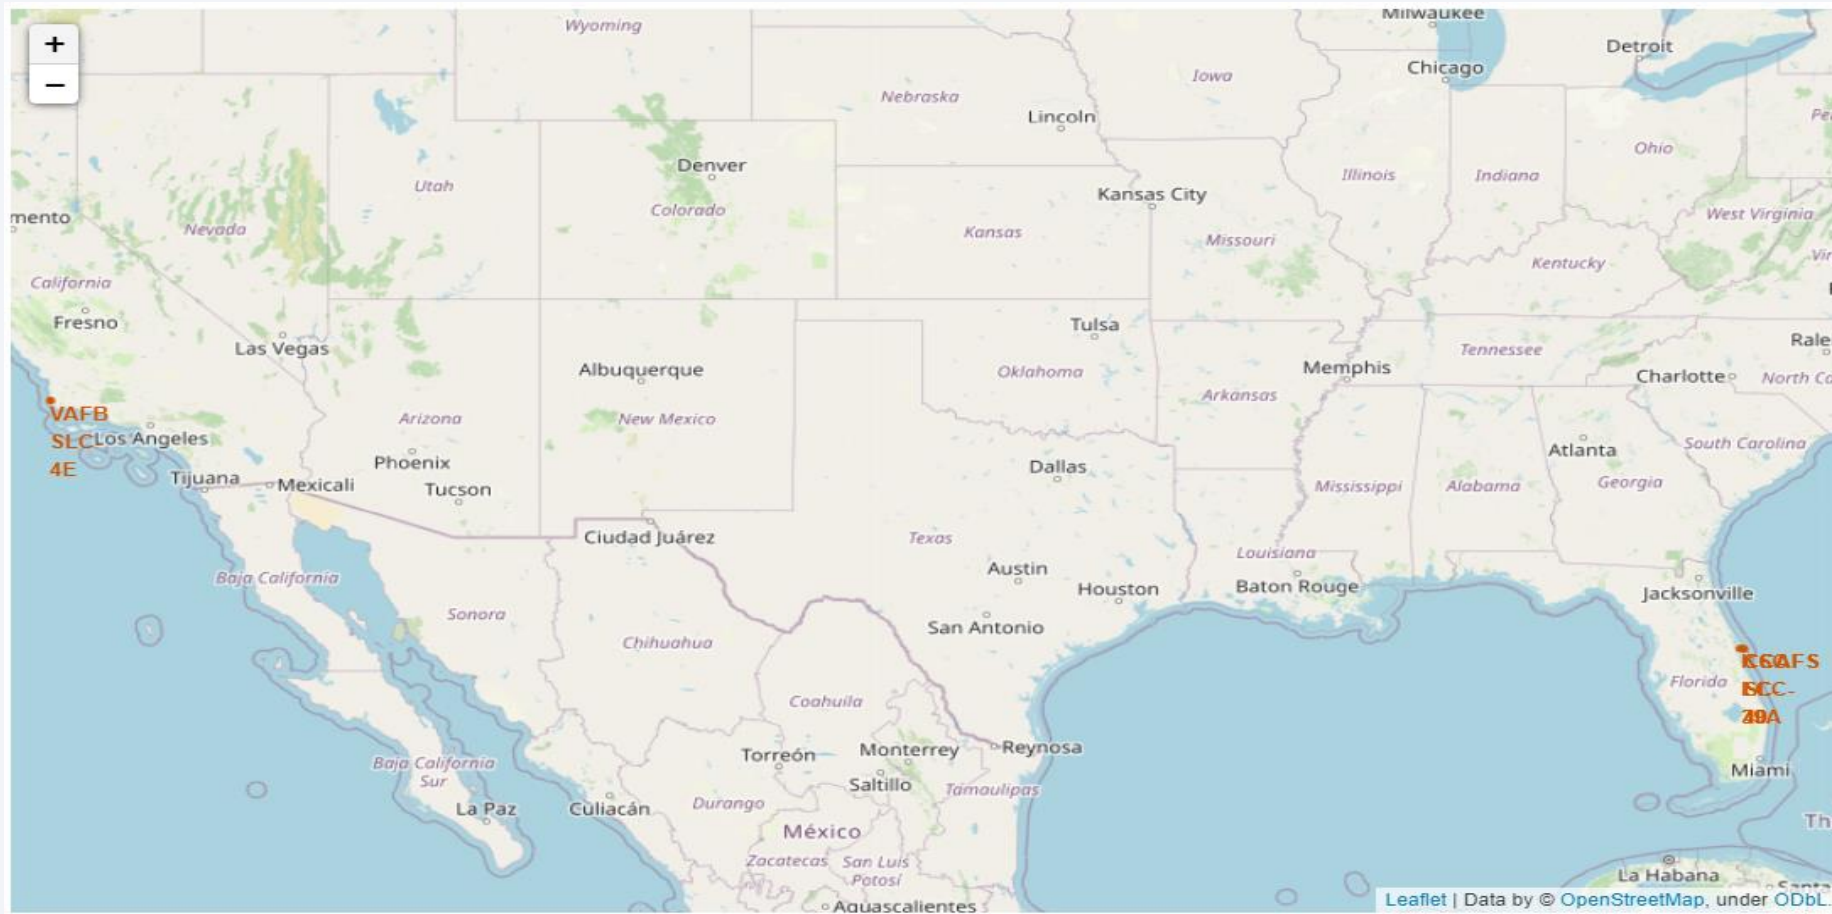 +
−
Wyoming
Milwaukee
Detroit
Chicago
Iowa
Nebraska
Lincoln
Ohio
Denver
Utah
Illinois
Indiana
Kansas City
Colorado
West Virginia
mento
Nevada
Kansas
Missouri
Kentucky
California
Fresno
Tulsa
Las Vegas
Tennessee
Albuquerque
Oklahoma
Memphis
Charlotte
Arkansas
VAFB
SLC-
4E
Los Angeles
Arizona
New Mexico
South Carolina
Atlanta
Phoenix
Dallas
Tijuana
Mexicali
Tucson
Mississippi
Alabama
Georgia
Ciudad Juárez
Texas
Louisiana
Austin
Baja California
Houston
Baton Rouge
Jacksonville
Sonora
San Antonio
Chihuahua
Florida
Coahuila
Torreón
Monterrey
Reynosa
Baja California
Sur
Miami
Saltillo
Tamaulipas
La Paz
Culiacán
Durango
México
Zacatecas
San Luis
Potosí
La Habana
Aguascalientes
Leaflet | Data by © OpenStreetMap, under ODbL.